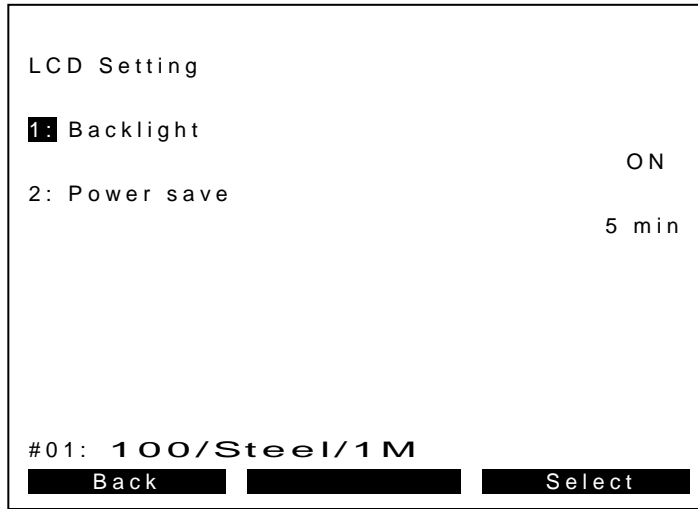 LCD Setting
1: Backlight
ON
2: Power save
5 min
#01: 100/Steel/1M
Back Select